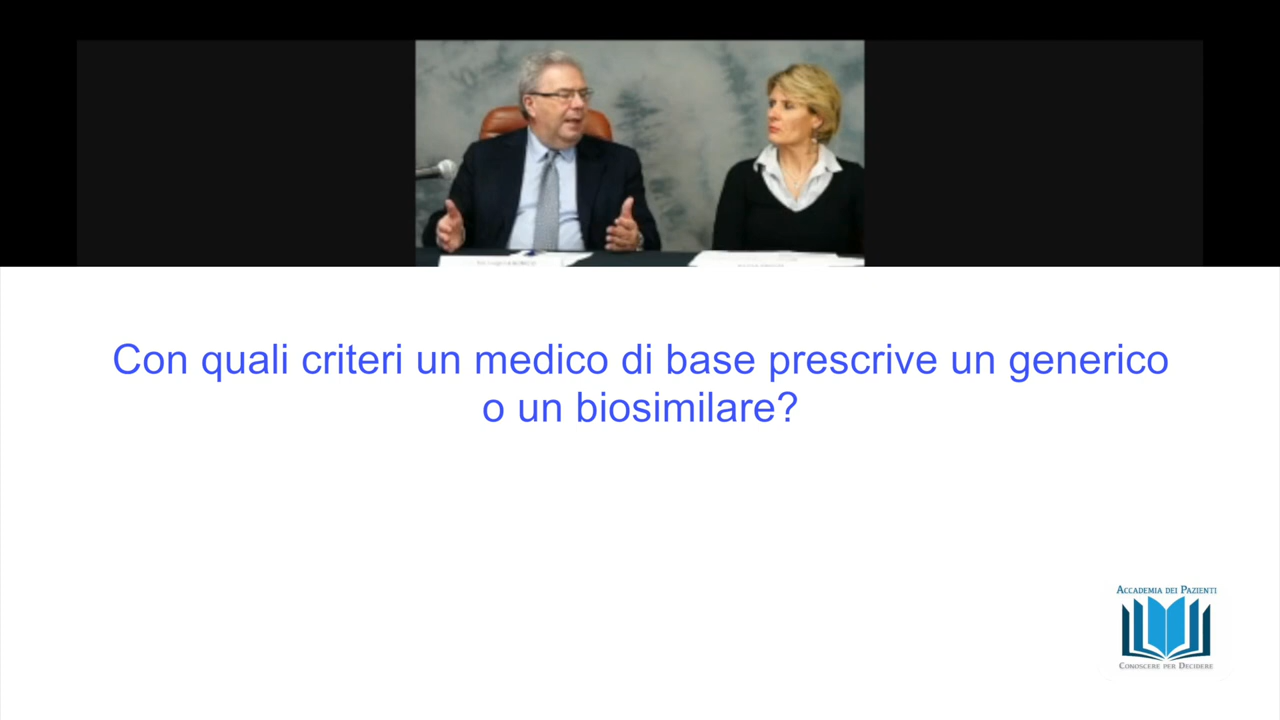 Con quali criteri un medico di base prescrive un generico
o un biosimilare?
ACCADEMIA DEI PAZIENTI
CONOSCERE PER DECIDERE